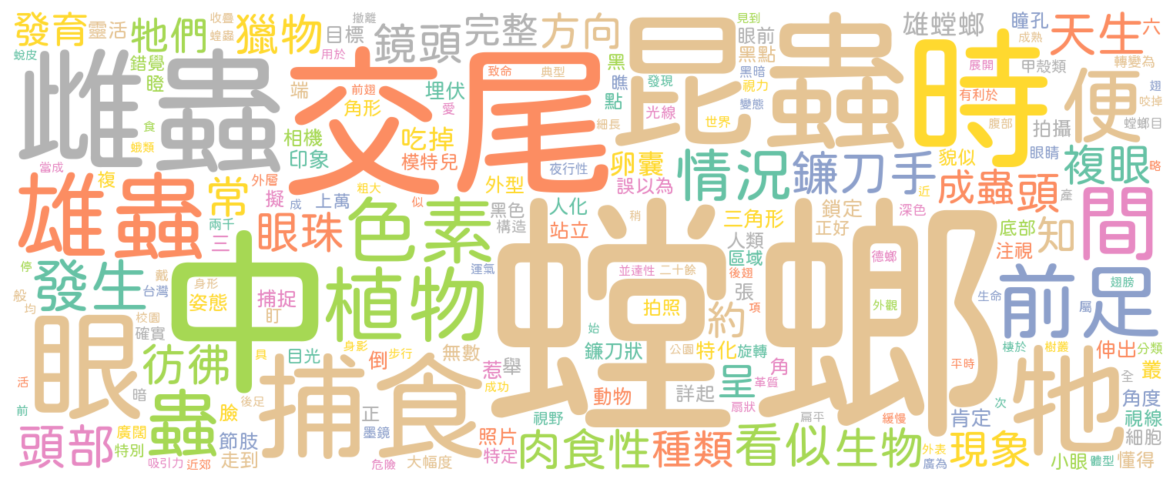 發育
靈活
收疊
蝗蟲
牠們
獵物
目標
撤離
鏡頭
完整
方向
雄螳螂
見到
眼前
黑點
瞳孔
成熟
天生
六
轉變為
蛻皮
錯覺
瞪
雌蟲
交尾
昆蟲
時
便
致命
典型
黑
瞧
點
發現
黑暗
視力
變態
展開
甲殼類
有利於
翅
咬掉
端
前翅
角形
愛
埋伏
細長
光線
世界
拍攝
腹部
螳螂目
食
蠟類
相機
印象
吃掉
模特兒
卵囊
情況
鐮刀手
貌似
眼睛
複眼
當成
外層
複
夜行性
誤以為
成蟲
頭
略
雄蟲
常
擬
粗大
成
上萬
似
外型
黑色
構造
人化
站立
三角形
鎖定
正好
近
深色
產
底部
注視
知
間
兩千
三
眼珠
色素
人類
區域
德螂
稍
停
戴
發生
台灣
身形
姿態
中
捕捉
盯
植物
運氣
螳螂
後翅
並達性
二十餘
張
拍照
約
項
外觀
生命
翅膀
屬
前足
般
均
校園
確實
眼
彷彿
具
目光
身影
步行
倒
無數
惹
舉
始
鐮刀狀
公園
特化
旋轉
角
革質
平時
棲於
樹叢
伸出
分類
牠
全
叢
活
前
暗
蟲
後足
捕食
成功
動物
詳起
呈
扇狀
扁平
緩慢
次
角度
臉
正
墨鏡
視野
肯定
視線
細胞
頭部
廣闊
特別
節肢
走到
吸引力
近郊
危險
大幅度
照片
特定
肉食性
種類
看似
生物
外表
廣為
現象
小眼
體型
懂得